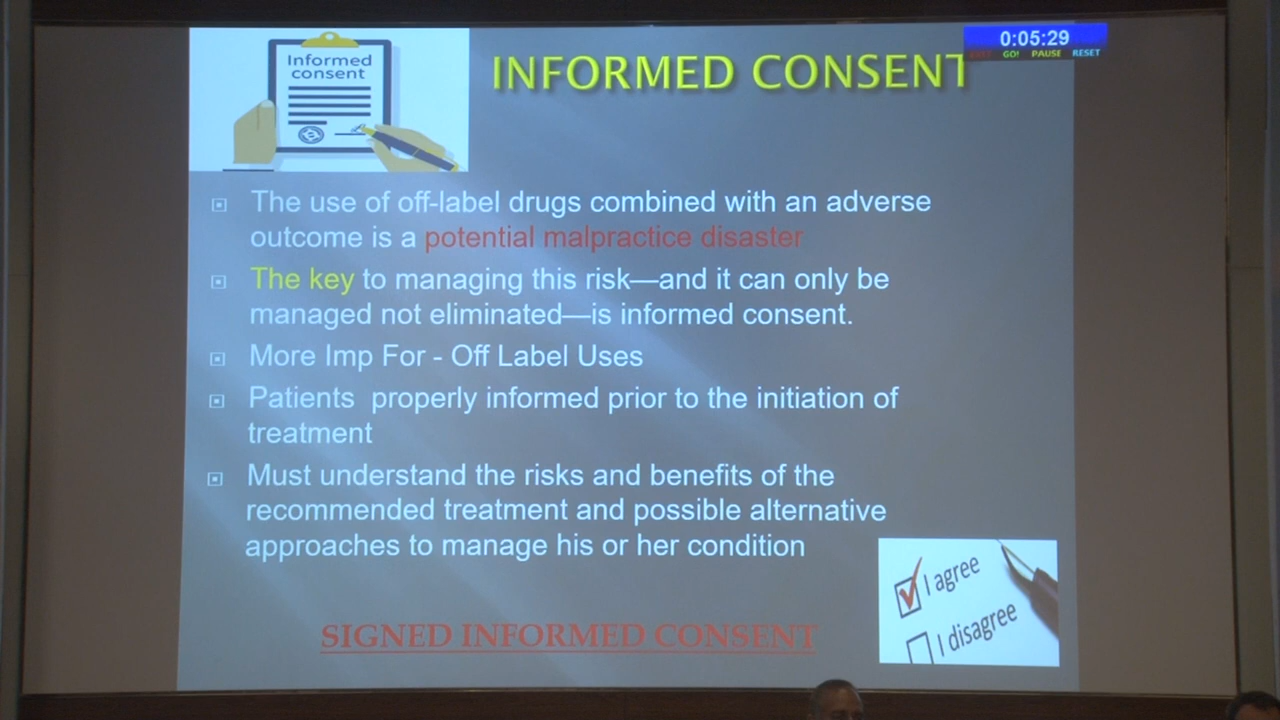 Informed
consent
INFORMED CONSENT
0:05:29
GO! PAUSE RESET
The use of off-label drugs combined with an adverse
outcome is a potential malpractice disaster
The key to managing this risk—and it can only be
managed not eliminated—is informed consent.
More Imp For - Off Label Uses
Patients properly informed prior to the initiation of
treatment
Must understand the risks and benefits of the
recommended treatment and possible alternative
approaches to manage his or her condition
I agree
I disagree
SIGNED INFORMED CONSENT